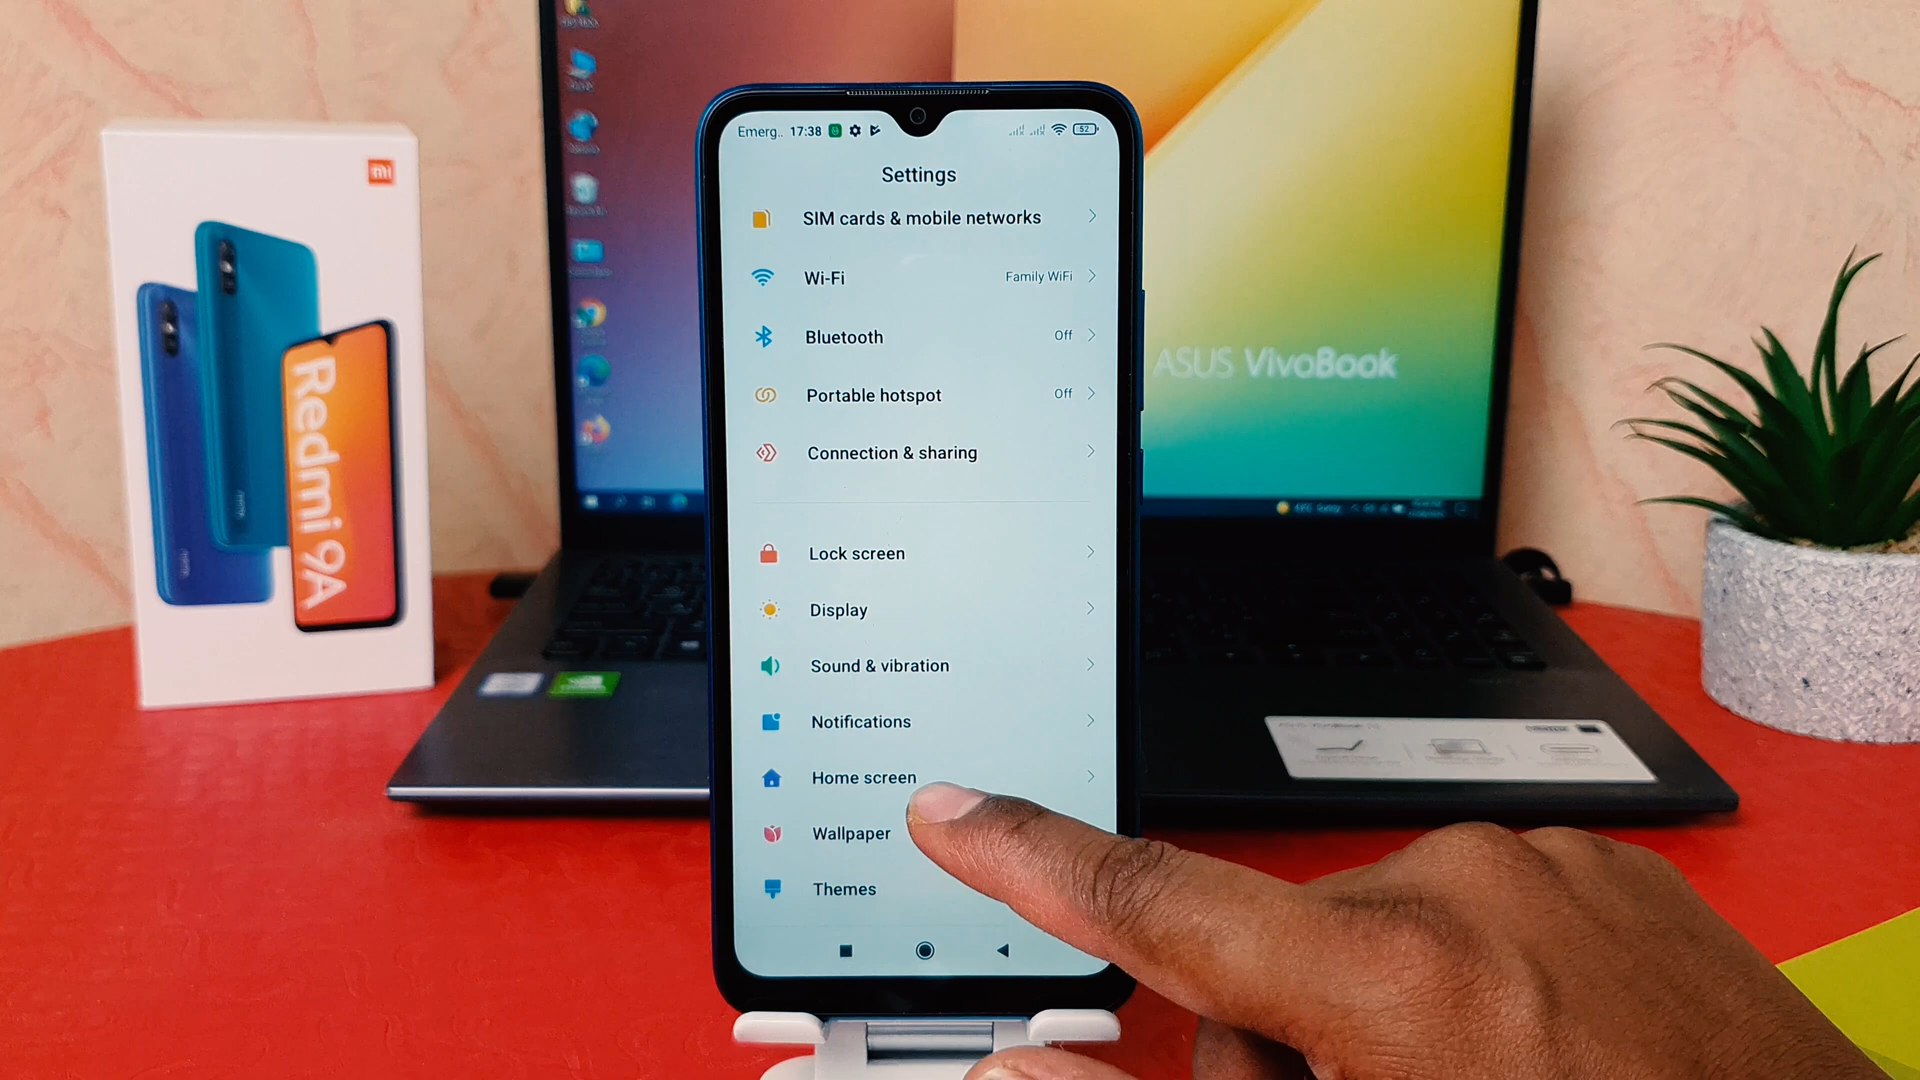 mi
Redmi 9A
Emerg.. 17:38
52
Settings
SIM cards & mobile networks
Wi-Fi Family WiFi
Bluetooth Off
Portable hotspot Off
Connection & sharing
Lock screen
Display
Sound & vibration
Notifications
Home screen
Wallpaper
Themes
ASUS VivoBook